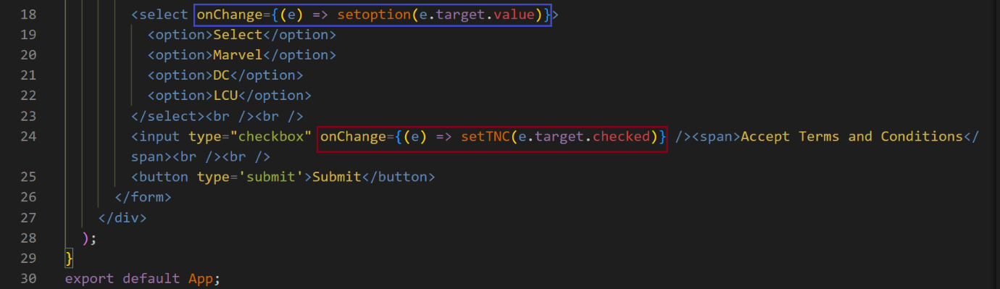 18 <select onChange={(e) => setoption(e.target.value)}>
19 <option>Select</option>
20 <option>Marvel</option>
21 <option>DC</option>
22 <option>LCU</option>
23 </select><br /><br />
24 <input type="checkbox" onChange={(e) => setTNC(e.target.checked)} /><span>Accept Terms and Conditions</
span><br /><br />
25 <button type='submit'>Submit</button>
26 </form>
27 </div>
28 );
29 }
30 export default App;